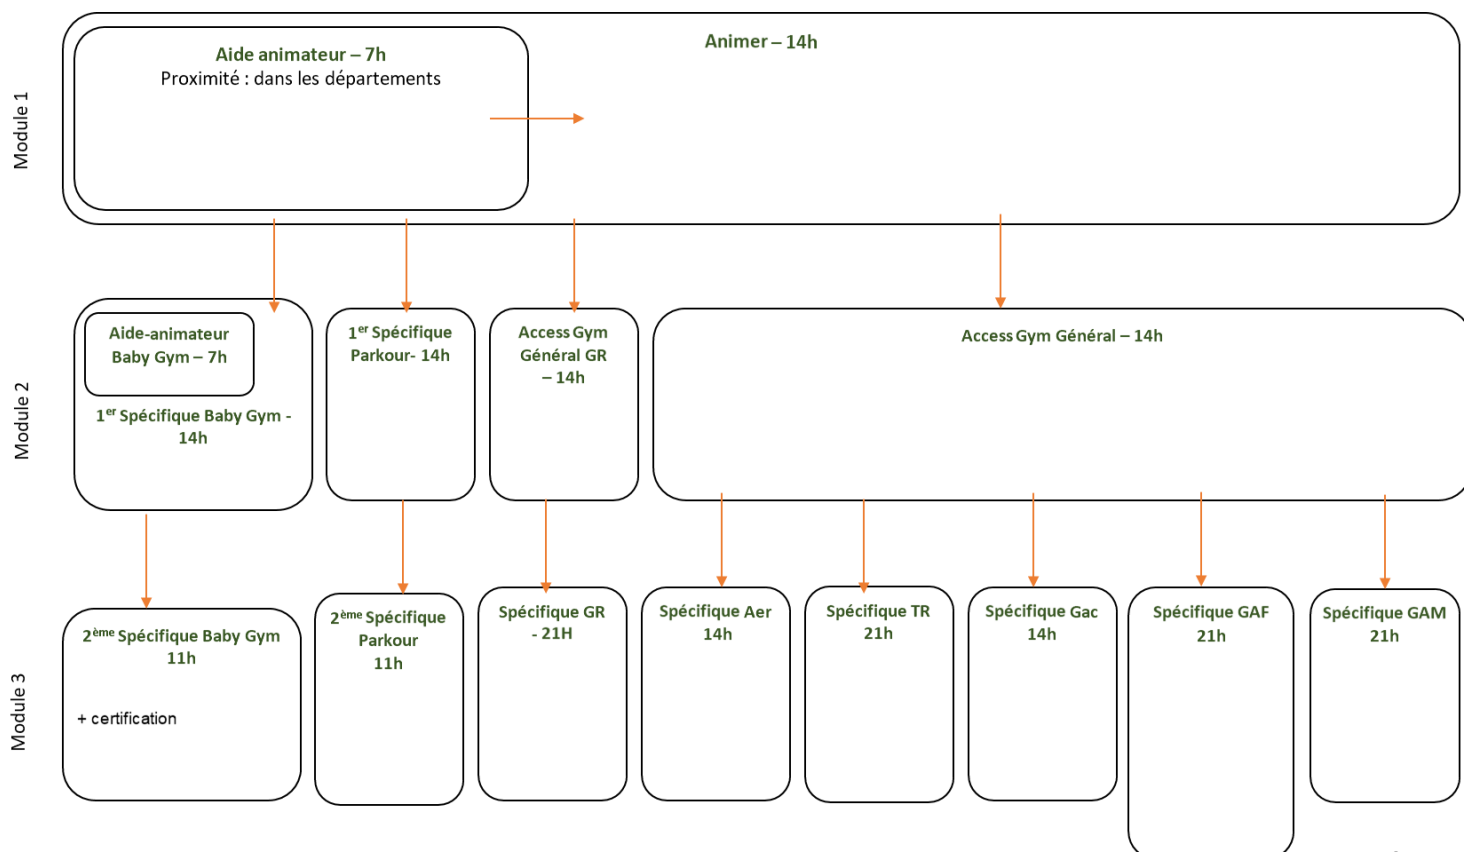 Module 1
Aide animateur – 7h
Proximité : dans les départements
Animer – 14h
Module 2
Aide-animateur
Baby Gym – 7h
1er Spécifique Baby Gym -
14h
1er Spécifique
Parkour- 14h
Access Gym
Général GR
– 14h
Access Gym Général – 14h
Module 3
2ème Spécifique Baby Gym
11h
+ certification
2ème Spécifique
Parkour
11h
Spécifique GR
- 21H
Spécifique Aer
14h
Spécifique TR
21h
Spécifique Gac
14h
Spécifique GAF
21h
Spécifique GAM
21h